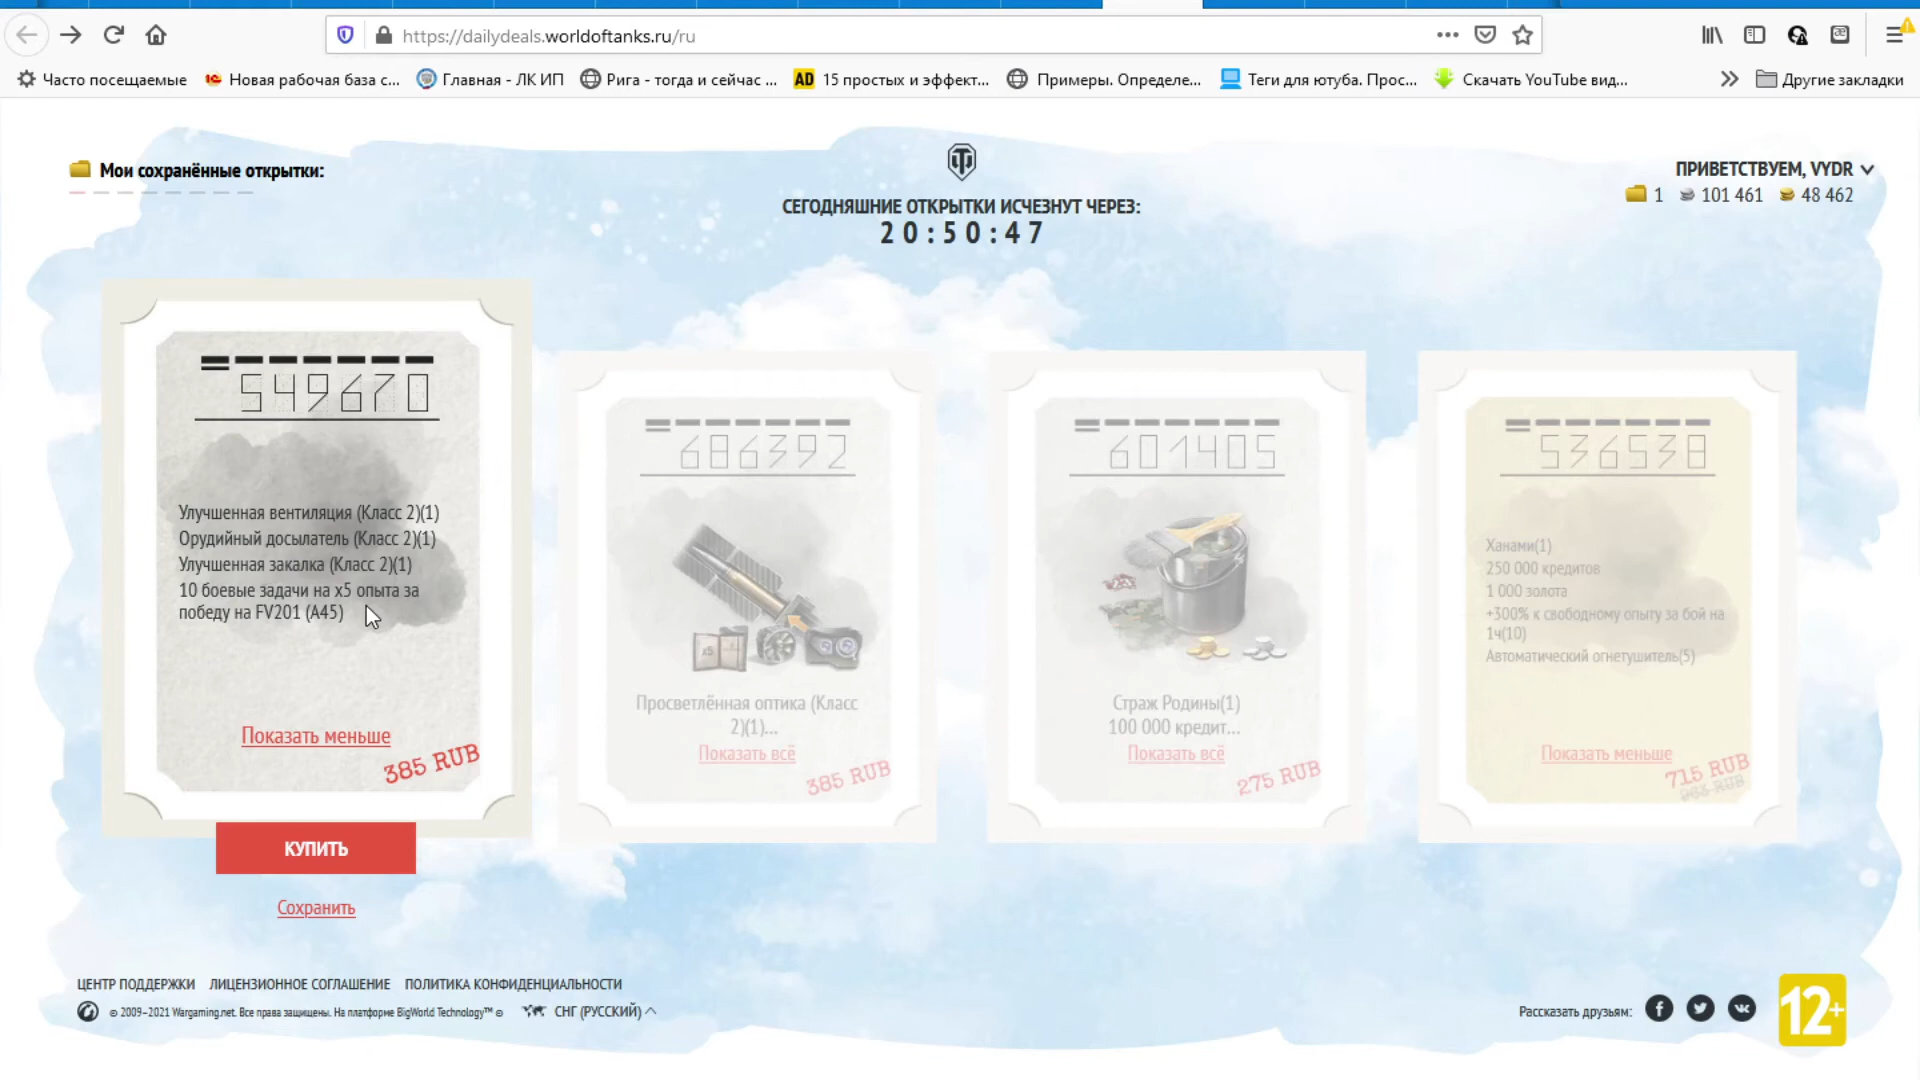 https://dailydeals.worldoftanks.ru/ru
Часто посещаемые
Новая рабочая база с...
Главная - ЛК ИП
Рига - тогда и сейчас ...
AD 15 простых и эффект...
Примеры. Определе...
Теги для ютуба. Прос...
Скачать YouTube вид...
Другие закладки
Мои сохранённые открытки:
СЕГОДНЯШНИЕ ОТКРЫТКИ ИСЧЕЗНУТ ЧЕРЕЗ:
20:50:47
ПРИВЕТСТВУЕМ, VYDR
1 101 461 48 462
549670
Улучшенная вентиляция (Класс 2)(1)
Орудийный досылатель (Класс 2)(1)
Улучшенная закалка (Класс 2)(1)
10 боевые задачи на x5 опыта за
победу на FV201 (A45)
Показать меньше
385 RUB
КУПИТЬ
Сохранить
686392
x5
Просветлённая оптика (Класс
2)(1)...
Показать всё
385 RUB
601405
Страж Родины(1)
100 000 кредит...
Показать всё
275 RUB
536538
Ханами(1)
250 000 кредитов
1 000 золота
+300% к свободному опыту за бой на
1ч(10)
Автоматический огнетушитель(5)
Показать меньше
715 RUB
ЦЕНТР ПОДДЕРЖКИ ЛИЦЕНЗИОННОЕ СОГЛАШЕНИЕ ПОЛИТИКА КОНФИДЕНЦИАЛЬНОСТИ
© 2009–2021 Wargaming.net. Все права защищены. На платформе BigWorld Technology™ ©
СНГ (РУССКИЙ)
Рассказать друзьям:
12+